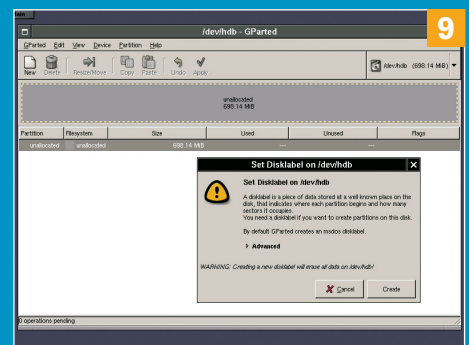 9
/dev/hdb - GParted
GParted Edit View Device Partition Help
New Delete Resize/Move Copy Paste Undo Apply
/dev/hdb (698.14 MiB)
unallocated
698.14 MiB
Partition Filesystem Size Used Unused Flags
unallocated unallocated 698.14 MiB --- ---
Set Disklabel on /dev/hdb
Set Disklabel on /dev/hdb
A disklabel is a piece of data stored at a well known place on the
disk, that indicates where each partition begins and how many
sectors it occupies.
You need a disklabel if you want to create partitions on this disk.
By default GParted creates an msdos disklabel.
Advanced
WARNING: Creating a new disklabel will erase all data on /dev/hdb!
Cancel Create
0 operations pending